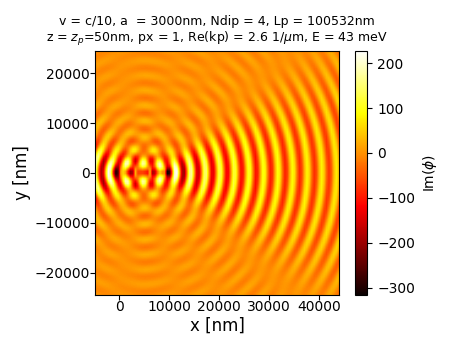 v = c/10, a  = 3000nm, Ndip = 4, Lp = 100532nm
z = z_p=50nm, px = 1, Re(kp) = 2.6 1/μm, E = 43 meV
20000
10000
0
−10000
−20000
y [nm]
0 10000 20000 30000 40000
x [nm]
200
100
0
−100
−200
−300
Im(ϕ)